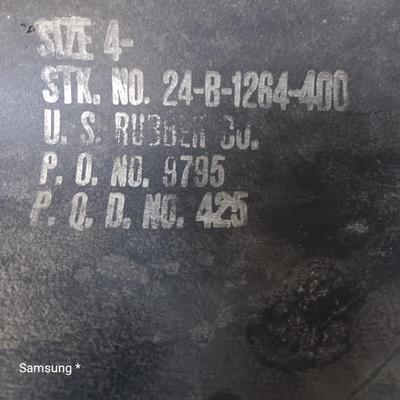 SIZE 4-
STK. NO. 24-B-1264-400
U. S. RUBBER CO.
P. O. NO. 9795
P. Q. D. NO. 425
Samsung *